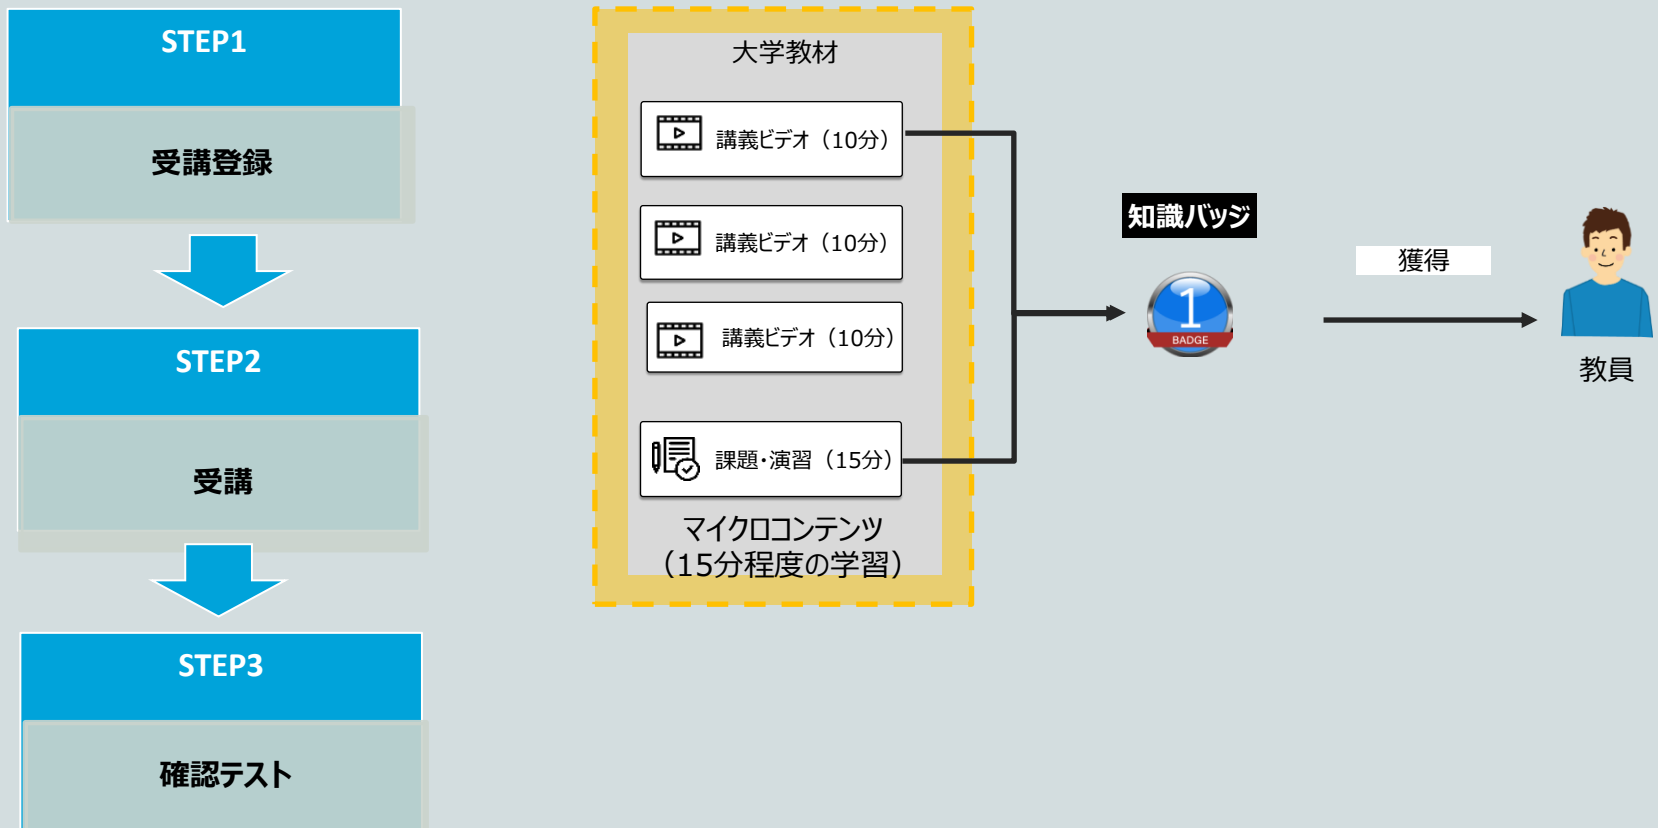 STEP1
受講登録
STEP2
受講
STEP3
確認テスト
大学教材
講義ビデオ（10分）
講義ビデオ（10分）
講義ビデオ（10分）
課題・演習（15分）
マイクロコンテンツ
（15分程度の学習）
知識バッジ
1
BADGE
獲得
教員